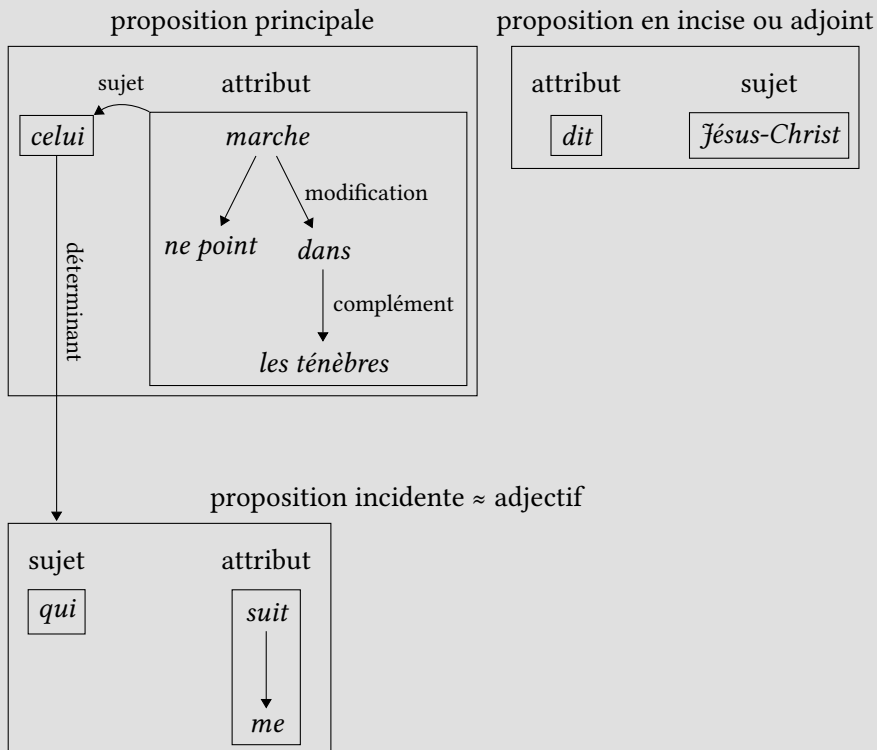 proposition principale
proposition en incise ou adjoint
sujet
attribut
attribut
sujet
celui
marche
dit
Jésus-Christ
modification
ne point
dans
déterminant
complément
les ténèbres
proposition incidente ≈ adjectif
sujet
attribut
qui
suit
me